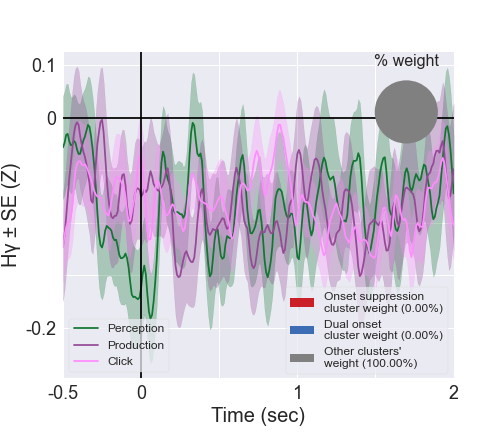 % weight
0.1
0
-0.2
Hγ ± SE (Z)
Perception
Production
Click
Onset suppression
cluster weight (0.00%)
Dual onset
cluster weight (0.00%)
Other clusters'
weight (100.00%)
-0.5
0
1
2
Time (sec)